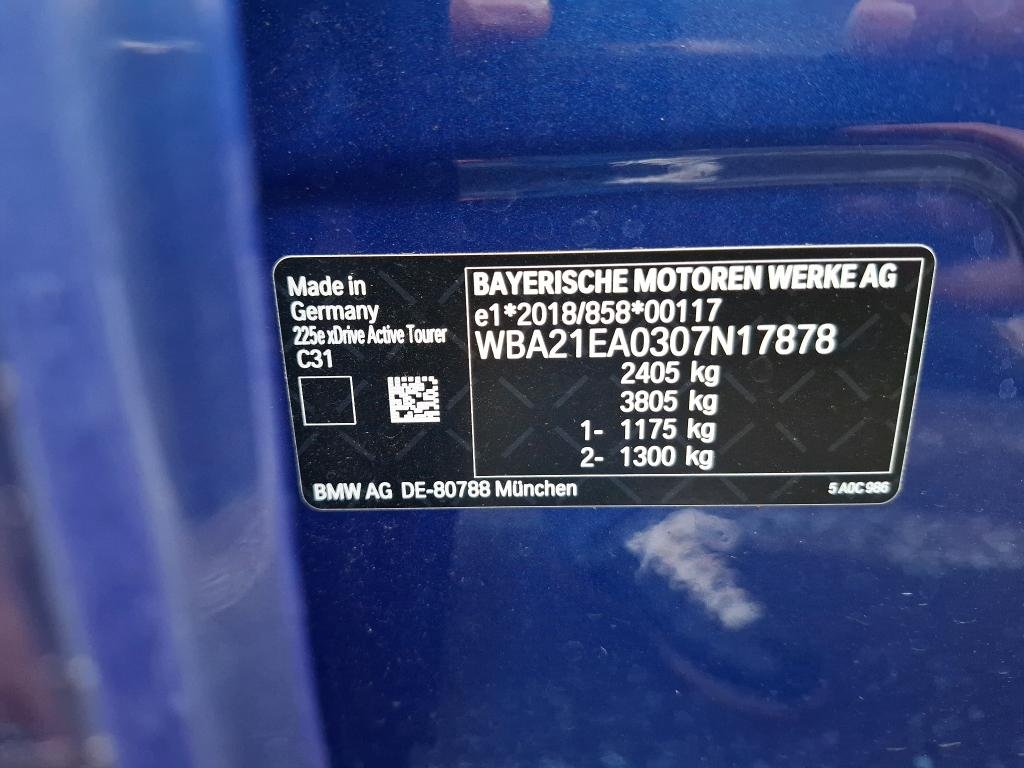 Made in
Germany
225e xDrive Active Tourer
C31
BAYERISCHE MOTOREN WERKE AG
e1*2018/858*00117
WBA21EA0307N17878
2405 kg
3805 kg
1- 1175 kg
2- 1300 kg
BMW AG DE-80788 München
5 A0C 986